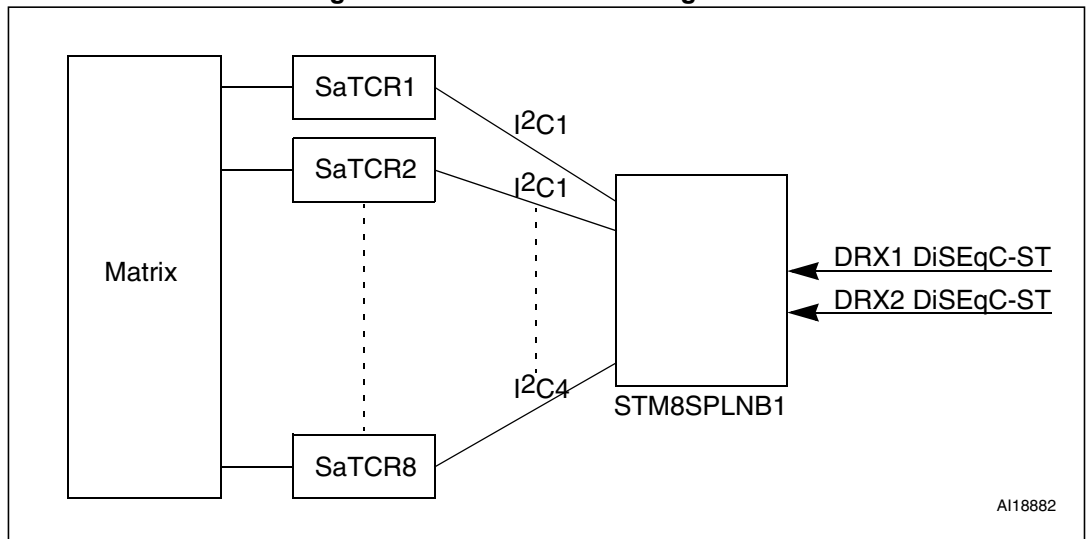 SaTCR1
I2C1
SaTCR2
I2C1
Matrix
DRX1 DiSEqC-ST
DRX2 DiSEqC-ST
I2C4
STM8SPLNB1
SaTCR8
AI18882